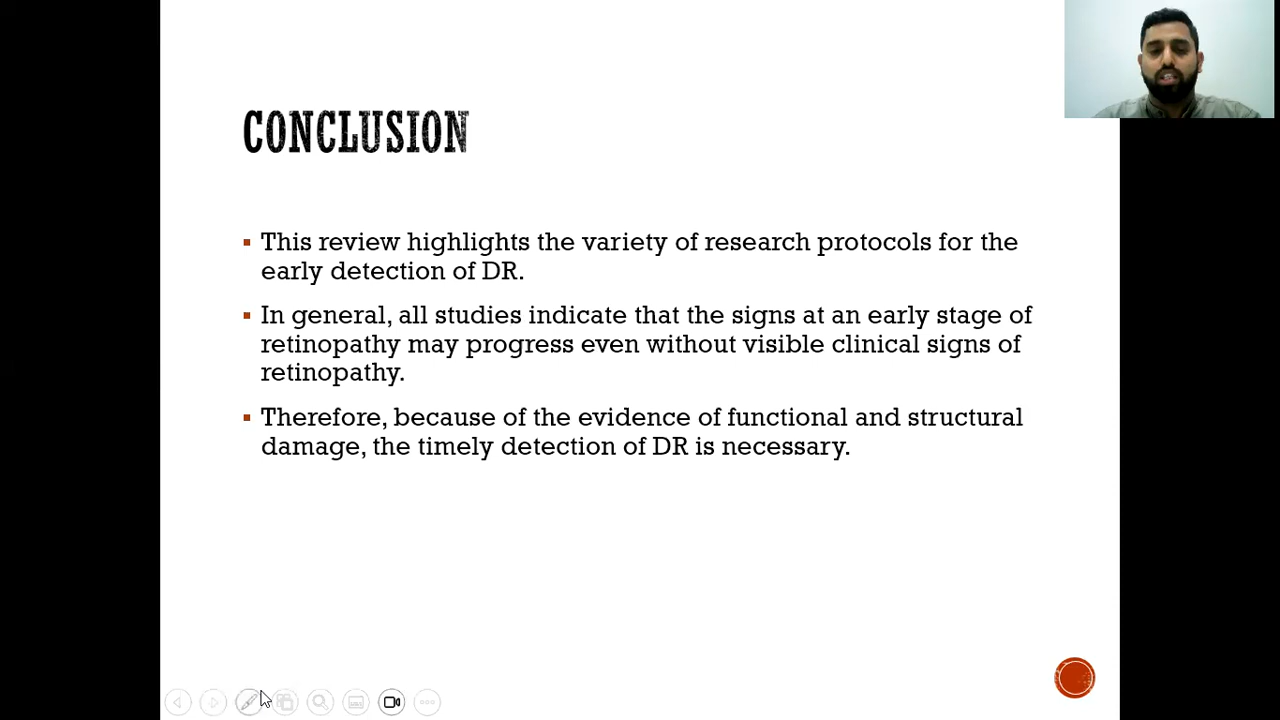 CONCLUSION
This review highlights the variety of research protocols for the
early detection of DR.
In general, all studies indicate that the signs at an early stage of
retinopathy may progress even without visible clinical signs of
retinopathy.
Therefore, because of the evidence of functional and structural
damage, the timely detection of DR is necessary.